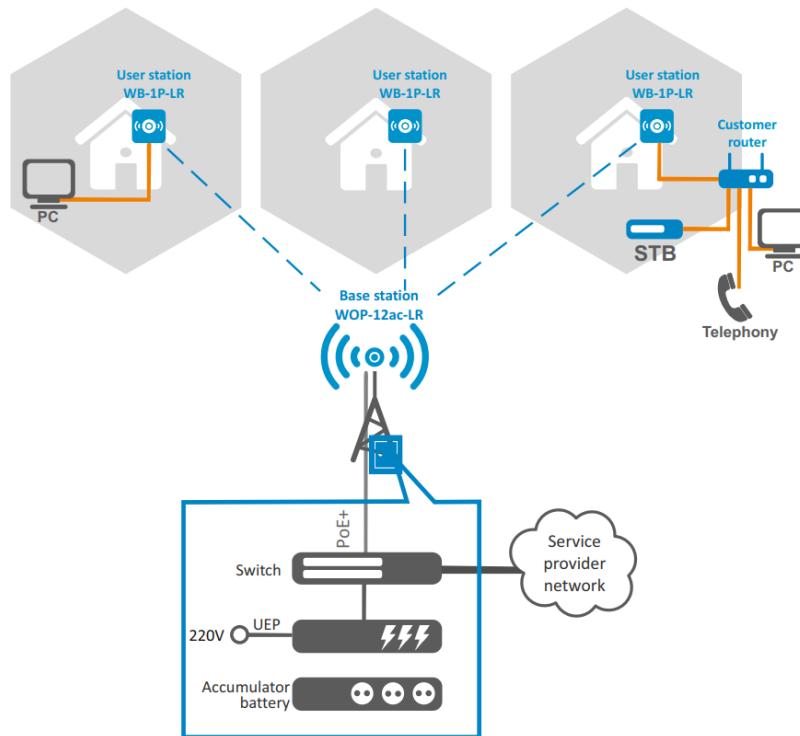 User station
WB-1P-LR
User station
WB-1P-LR
User station
WB-1P-LR
Customer
router
PC
STB
PC
Telephony
Base station
WOP-12ac-LR
PoE+
Switch
Service
provider
network
UEP
220V
Accumulator
battery